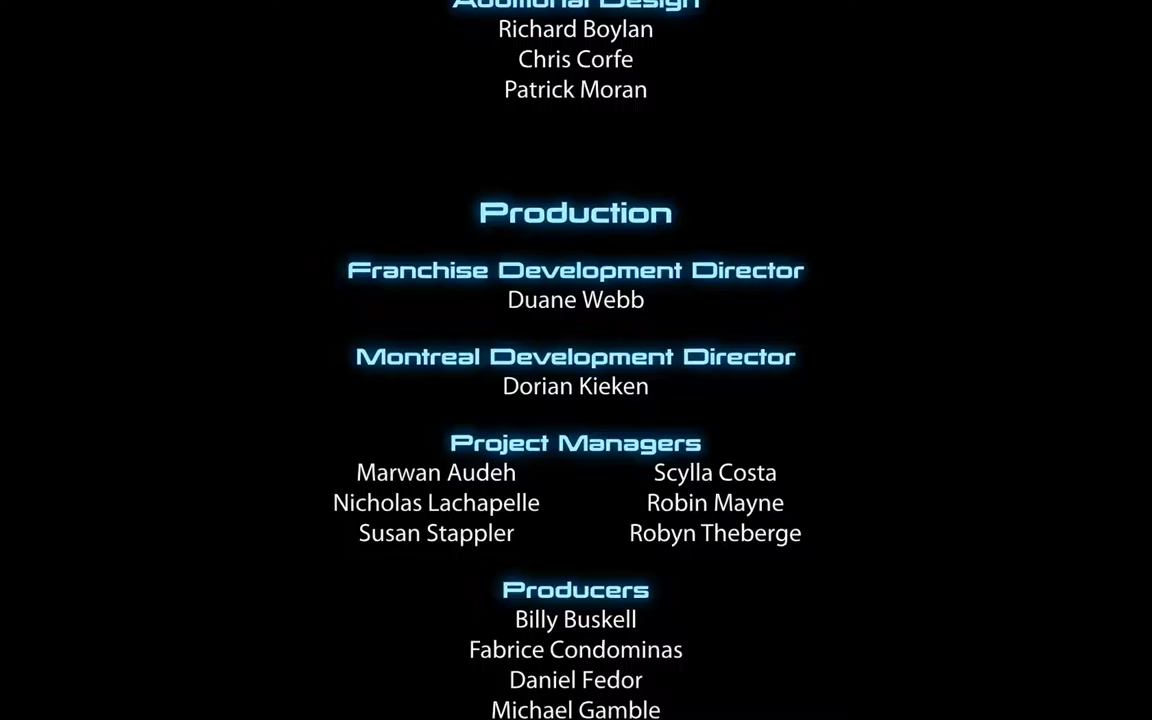 Additional Design
Richard Boylan
Chris Corfe
Patrick Moran
Production
Franchise Development Director
Duane Webb
Montreal Development Director
Dorian Kieken
Project Managers
Marwan Audeh Scylla Costa
Nicholas Lachapelle Robin Mayne
Susan Stappler Robyn Theberge
Producers
Billy Buskell
Fabrice Condominas
Daniel Fedor
Michael Gamble